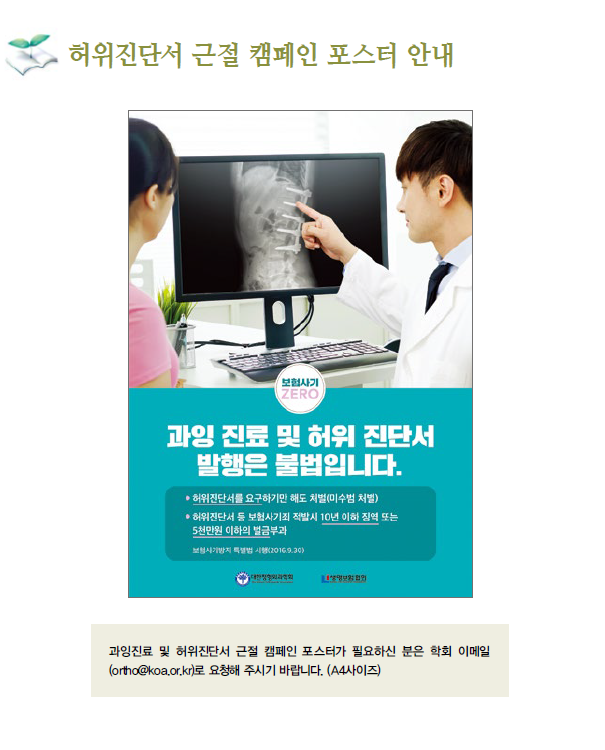 허위진단서 근절 캠페인 포스터 안내
보험사기
ZERO
과잉 진료 및 허위 진단서
발행은 불법입니다.
허위진단서를 요구하기만 해도 처벌(미수범 처벌)
허위진단서 등 보험사기죄 적발시 10년 이하 징역 또는
5천만원 이하의 벌금부과
보험사기방지 특별법 시행(2016.9.30)
대한정형외과학회 생명보험협회
과잉진료 및 허위진단서 근절 캠페인 포스터가 필요하신 분은 학회 이메일
(ortho@koa.or.kr)로 요청해 주시기 바랍니다. (A4사이즈)